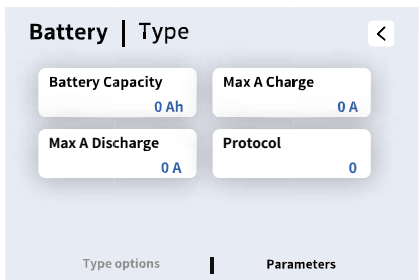 Battery | Type
Battery Capacity
0 Ah
Max A Charge
0 A
Max A Discharge
0 A
Protocol
0
Type options | Parameters